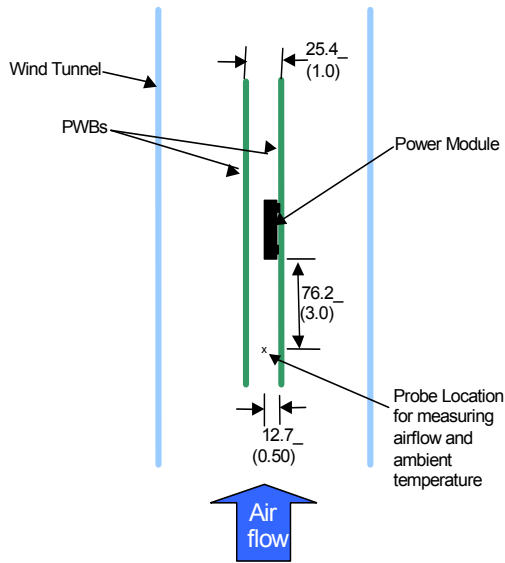 25.4_
(1.0)
Wind Tunnel
PWBs
Power Module
76.2_
(3.0)
x
Probe Location
for measuring
airflow and
ambient
temperature
12.7_
(0.50)
Air
flow